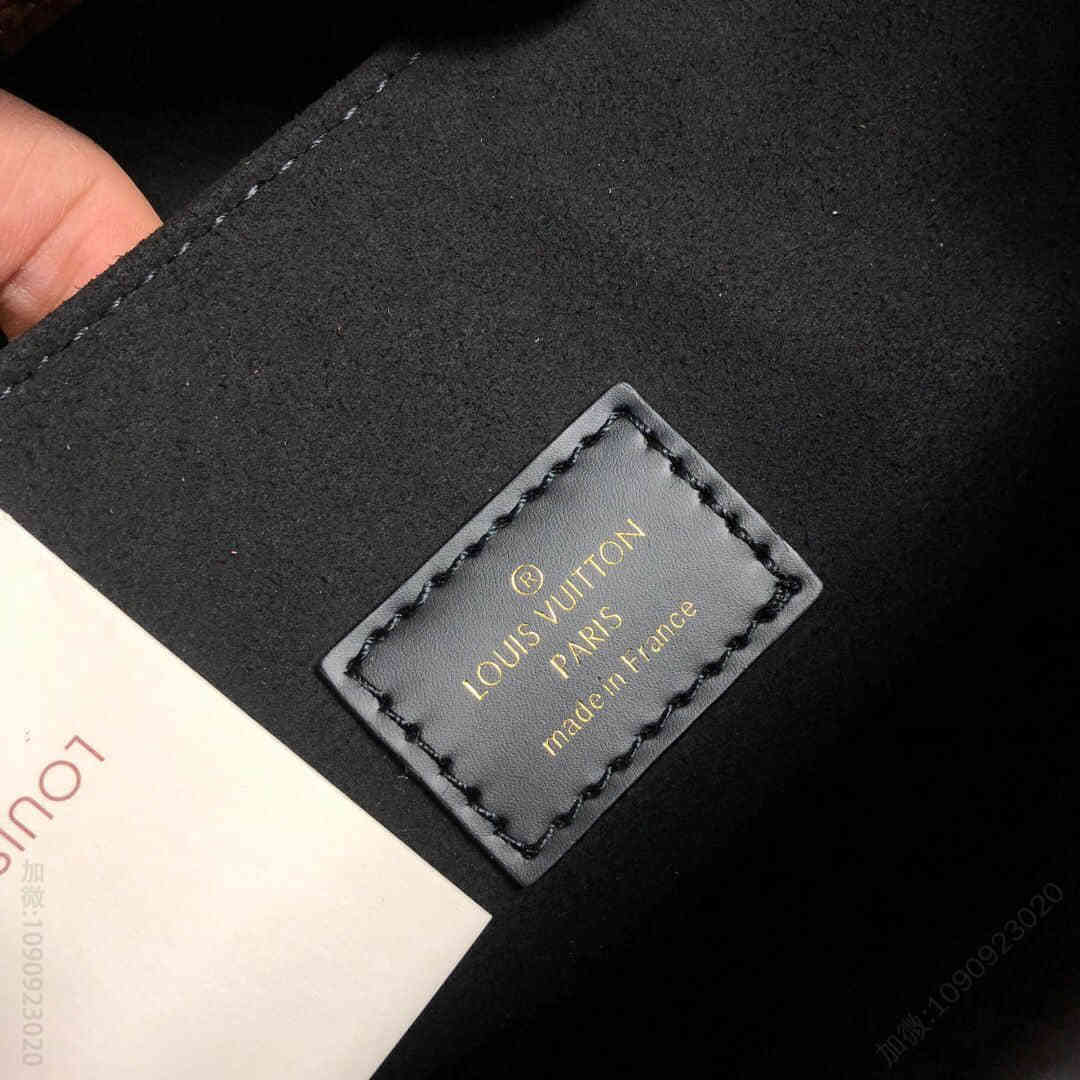 ®
LOUIS VUITTON
PARIS
made in France
LOUIS
加微:1090923020
加微:1090923020